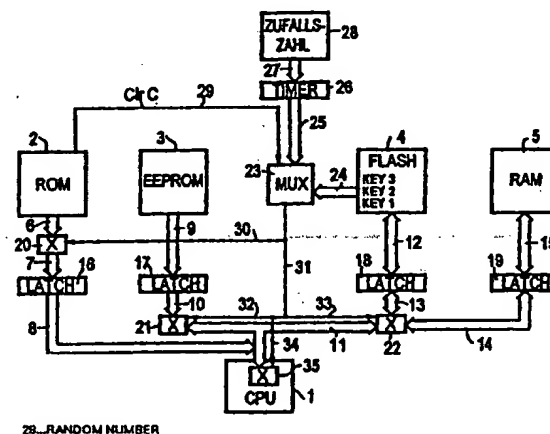 ZUFALLS-
ZAHL
28
27
TIMER
26
ClrC
29
25
2
3
4
5
ROM
EEPROM
23
MUX
24
FLASH
KEY 3
KEY 2
KEY 1
RAM
6
20
X
9
30
12
15
7
31
LATCH
16
17
LATCH
18
LATCH
19
LATCH
8
10
32
33
13
21
X
11
X
22
14
34
X
35
CPU
1
28...RANDOM NUMBER